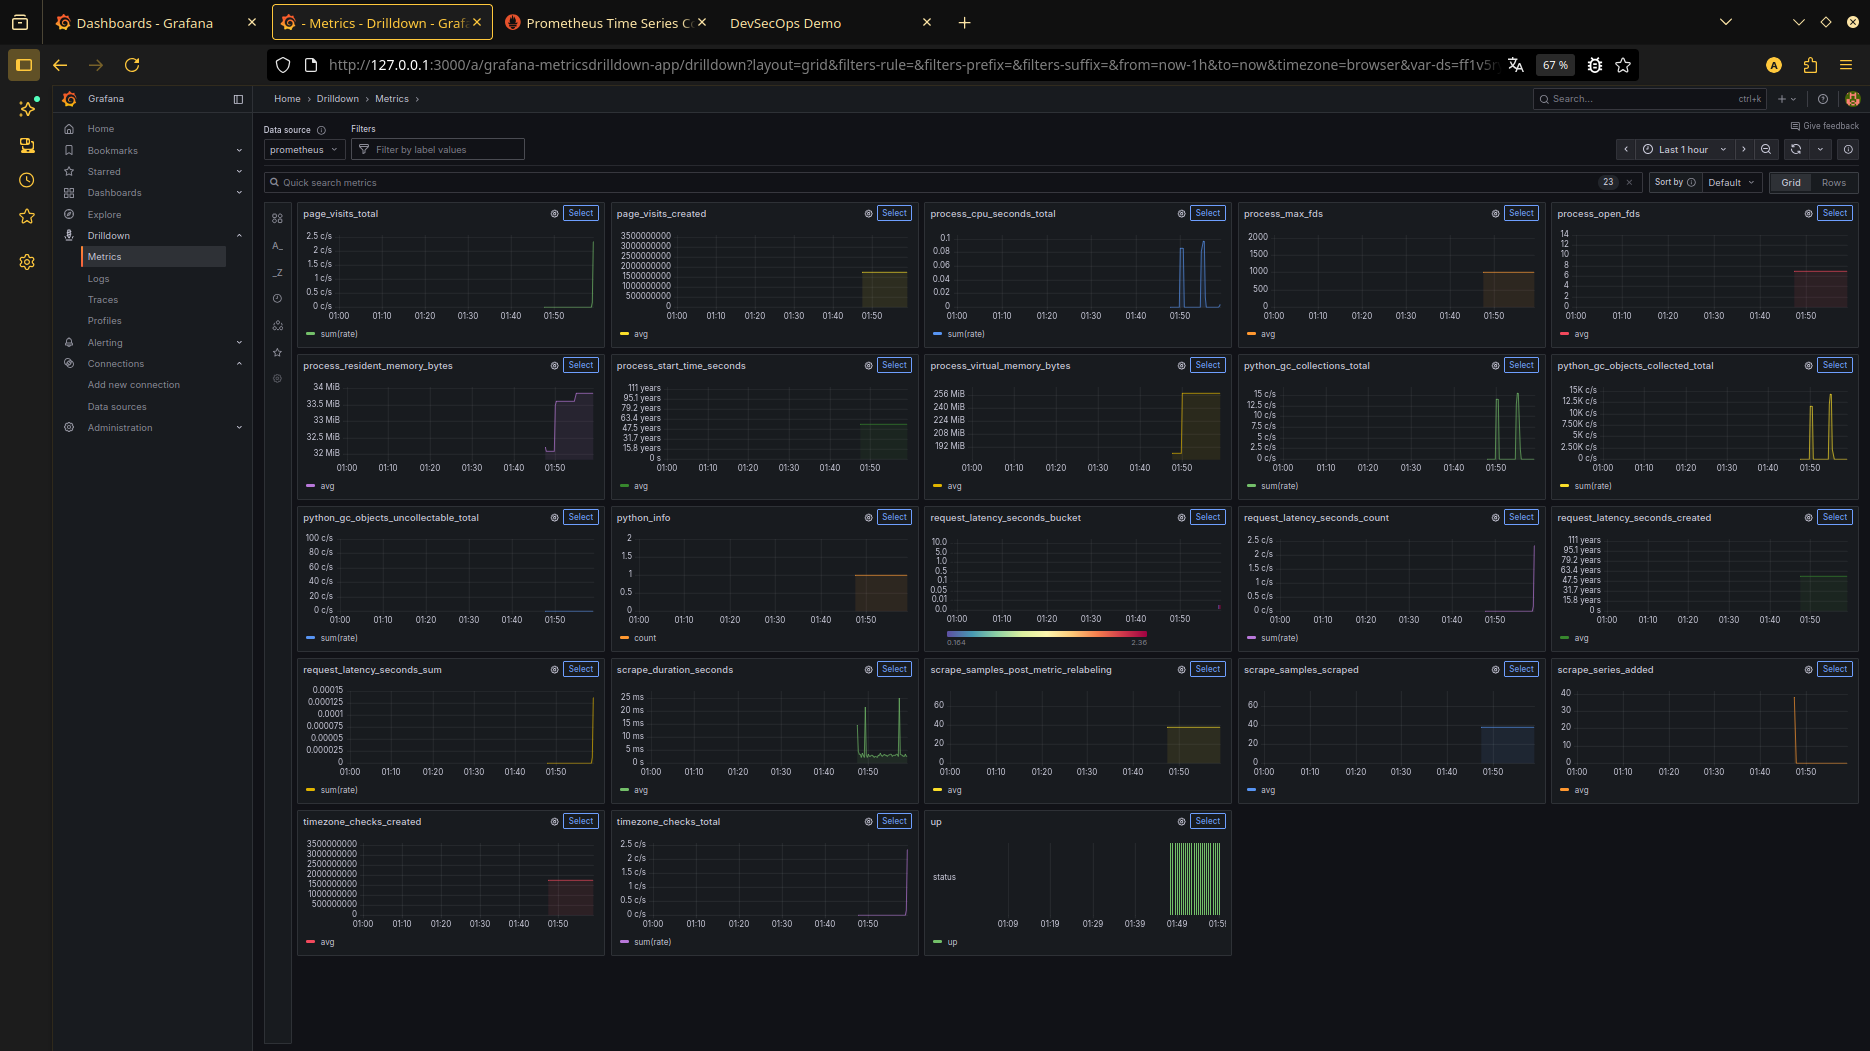 Dashboards - Grafana
- Metrics - Drilldown - Graf
Prometheus Time Series C
DevSecOps Demo
http://127.0.0.1:3000/a/grafana-metricsdrilldown-app/drilldown?layout=grid&filters-rule=&filters-prefix=&filters-suffix=&from=now-1h&to=now&timezone=browser&var-ds=ff1v5r
67 %
A
Grafana
Home › Drilldown › Metrics ›
Search... ctrl+k
Home
Bookmarks
Starred
Dashboards
Explore
Drilldown
Metrics
Logs
Traces
Profiles
Alerting
Connections
Add new connection
Data sources
Administration
Data source Filters
Give feedback
prometheus Filter by label values
Last 1 hour
Quick search metrics 23
Sort by Default Grid Rows
A_
_Z
page_visits_total Select
2.5 c/s
2 c/s
1.5 c/s
1 c/s
0.5 c/s
0 c/s
01:00 01:10 01:20 01:30 01:40 01:50
sum(rate)
page_visits_created Select
3500000000
3000000000
2500000000
2000000000
1500000000
1000000000
500000000
0
01:00 01:10 01:20 01:30 01:40 01:50
avg
process_cpu_seconds_total Select
0.1
0.08
0.06
0.04
0.02
0
01:00 01:10 01:20 01:30 01:40 01:50
sum(rate)
process_max_fds Select
2000
1500
1000
500
0
01:00 01:10 01:20 01:30 01:40 01:50
avg
process_open_fds Select
14
12
10
8
6
4
2
0
01:00 01:10 01:20 01:30 01:40 01:50
avg
process_resident_memory_bytes Select
34 MiB
33.5 MiB
33 MiB
32.5 MiB
32 MiB
01:00 01:10 01:20 01:30 01:40 01:50
avg
process_start_time_seconds Select
111 years
95.1 years
79.2 years
63.4 years
47.5 years
31.7 years
15.8 years
0 s
01:00 01:10 01:20 01:30 01:40 01:50
avg
process_virtual_memory_bytes Select
256 MiB
240 MiB
224 MiB
208 MiB
192 MiB
01:00 01:10 01:20 01:30 01:40 01:50
avg
python_gc_collections_total Select
15 c/s
12.5 c/s
10 c/s
7.5 c/s
5 c/s
2.5 c/s
0 c/s
01:00 01:10 01:20 01:30 01:40 01:50
sum(rate)
python_gc_objects_collected_total Select
15K c/s
12.5K c/s
10K c/s
7.50K c/s
5K c/s
2.50K c/s
0 c/s
01:00 01:10 01:20 01:30 01:40 01:50
sum(rate)
python_gc_objects_uncollectable_total Select
100 c/s
80 c/s
60 c/s
40 c/s
20 c/s
0 c/s
01:00 01:10 01:20 01:30 01:40 01:50
sum(rate)
python_info Select
2
1.5
1
0.5
0
01:00 01:10 01:20 01:30 01:40 01:50
count
request_latency_seconds_bucket Select
10.0
5.0
1.0
0.5
0.1
0.05
0.01
0.0
01:00 01:10 01:20 01:30 01:40 01:50
0.164 2.36
request_latency_seconds_count Select
2.5 c/s
2 c/s
1.5 c/s
1 c/s
0.5 c/s
0 c/s
01:00 01:10 01:20 01:30 01:40 01:50
sum(rate)
request_latency_seconds_created Select
111 years
95.1 years
79.2 years
63.4 years
47.5 years
31.7 years
15.8 years
0 s
01:00 01:10 01:20 01:30 01:40 01:50
avg
request_latency_seconds_sum Select
0.00015
0.000125
0.0001
0.000075
0.00005
0.000025
0
01:00 01:10 01:20 01:30 01:40 01:50
sum(rate)
scrape_duration_seconds Select
25 ms
20 ms
15 ms
10 ms
5 ms
0 s
01:00 01:10 01:20 01:30 01:40 01:50
avg
scrape_samples_post_metric_relabeling Select
60
40
20
0
01:00 01:10 01:20 01:30 01:40 01:50
avg
scrape_samples_scraped Select
60
40
20
0
01:00 01:10 01:20 01:30 01:40 01:50
avg
scrape_series_added Select
40
30
20
10
0
01:00 01:10 01:20 01:30 01:40 01:50
avg
timezone_checks_created Select
3500000000
3000000000
2500000000
2000000000
1500000000
1000000000
500000000
0
01:00 01:10 01:20 01:30 01:40 01:50
avg
timezone_checks_total Select
2.5 c/s
2 c/s
1.5 c/s
1 c/s
0.5 c/s
0 c/s
01:00 01:10 01:20 01:30 01:40 01:50
sum(rate)
up Select
status
01:09 01:19 01:29 01:39 01:49
up